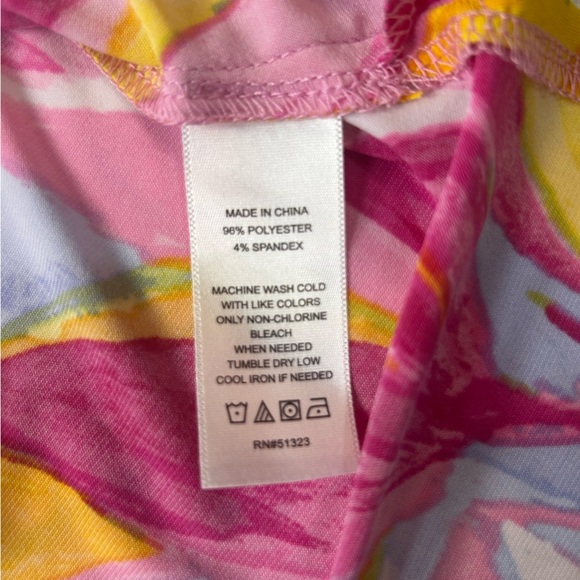 MADE IN CHINA
96% POLYESTER
4% SPANDEX
MACHINE WASH COLD
WITH LIKE COLORS
ONLY NON-CHLORINE
BLEACH
WHEN NEEDED
TUMBLE DRY LOW
COOL IRON IF NEEDED
RN#51323